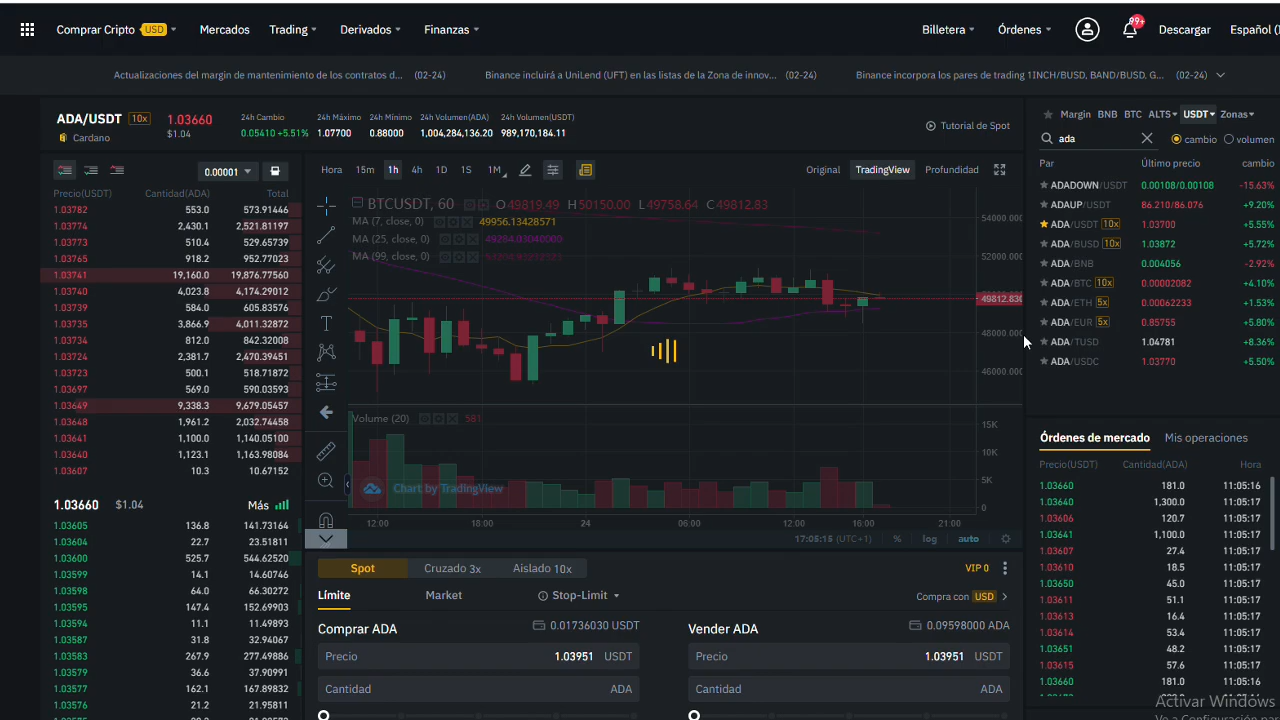 Comprar Cripto USD Mercados Trading Derivados Finanzas Billetera Órdenes 99+ Descargar Español (
Actualizaciones del margin de mantenimiento de los contratos d... (02-24) Binance incluirá a UniLend (UFT) en las listas de la Zona de innov... (02-24) Binance incorpora los pares de trading 1INCH/BUSD, BAND/BUSD. G... (02-24)
ADA/USDT 10x 1.03660 24h Cambio 24h Máximo 24h Mínimo 24h Volumen(ADA) 24h Volumen(USDT)
Cardano $1.04 0.05410 +5.51% 1.07700 0.88000 1,004,284,136.20 989,170,184.11
Tutorial de Spot
0.00001
Precio(USDT) Cantidad(ADA) Total
1.03782 553.0 573.91446
1.03774 2,430.1 2,521.81197
1.03773 510.4 529.65739
1.03765 918.2 952.77023
1.03741 19,160.0 19,876.77560
1.03740 4,023.8 4,174.29012
1.03739 584.0 605.83576
1.03735 3,866.9 4,011.32872
1.03734 812.0 842.32008
1.03724 2,381.7 2,470.39451
1.03723 500.1 518.71872
1.03697 569.0 590.03593
1.03649 9,338.3 9,679.05457
1.03648 1,961.2 2,032.74458
1.03641 1,100.0 1,140.05100
1.03640 1,123.1 1,163.98084
1.03607 10.3 10.67152
1.03660 $1.04 Más
1.03605 136.8 141.73164
1.03604 22.7 23.51811
1.03600 525.7 544.62520
1.03599 14.1 14.60746
1.03598 64.0 66.30272
1.03595 147.4 152.69903
1.03594 11.1 11.49893
1.03587 31.8 32.94067
1.03583 267.9 277.49886
1.03579 36.6 37.90991
1.03577 162.1 167.89832
1.03576 21.2 21.95811
Hora 15m 1h 4h 1D 1S 1M Original TradingView Profundidad
BTCUSDT, 60 O 49819.49 H 50150.00 L 49758.64 C 49812.83
MA (7, close, 0) 49956.13428571
MA (25, close, 0) 49284.03040000
MA (99, close, 0)
54000.000
52000.000
49812.830
48000.000
46000.000
Volume (20) 581
15K
10K
5K
0
Chart by TradingView
12:00 18:00 24 06:00 12:00 16:00 21:00
17:05:15 (UTC+1) % log auto
Spot Cruzado 3x Aislado 10x VIP 0
Límite Market Stop-Limit Compra con USD
Comprar ADA 0.01736030 USDT Vender ADA 0.09598000 ADA
Precio 1.03951 USDT Precio 1.03951 USDT
Cantidad ADA Cantidad ADA
Margin BNB BTC ALTS USDT Zonas
ada cambio volumen
Par Último precio cambio
ADADOWN/USDT 0.00108/0.00108 -15.63%
ADAUP/USDT 86.210/86.076 +9.20%
ADA/USDT 10x 1.03700 +5.55%
ADA/BUSD 10x 1.03872 +5.72%
ADA/BNB 0.004056 -2.92%
ADA/BTC 10x 0.00002082 +4.10%
ADA/ETH 5x 0.00062233 +1.53%
ADA/EUR 5x 0.85755 +5.80%
ADA/TUSD 1.04781 +8.36%
ADA/USDC 1.03770 +5.50%
Órdenes de mercado Mis operaciones
Precio(USDT) Cantidad(ADA) Hora
1.03660 181.0 11:05:16
1.03640 1,300.0 11:05:17
1.03606 120.7 11:05:17
1.03641 1,100.0 11:05:17
1.03607 27.4 11:05:17
1.03610 18.5 11:05:17
1.03650 45.0 11:05:17
1.03611 51.1 11:05:17
1.03613 16.4 11:05:17
1.03614 53.4 11:05:17
1.03651 48.2 11:05:17
1.03615 57.6 11:05:17
1.03660 181.0 11:05:16
Activar Windows